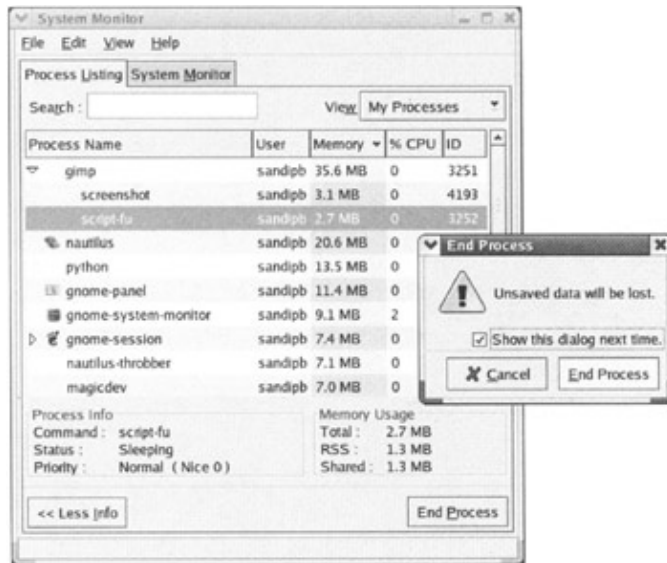 System Monitor
File Edit View Help
Process Listing System Monitor
Search : View My Processes
Process Name User Memory % CPU ID
gimp sandipb 35.6 MB 0 3251
screenshot sandipb 3.1 MB 0 4193
script-fu sandipb 2.7 MB 0 3252
nautilus sandipb 20.6 MB 0
python sandipb 13.5 MB 0
gnome-panel sandipb 11.4 MB 0
gnome-system-monitor sandipb 9.1 MB 2
gnome-session sandipb 7.4 MB 0
nautilus-throbber sandipb 7.1 MB 0
magicdev sandipb 7.0 MB 0
Process Info
Command : script-fu
Status : Sleeping
Priority : Normal ( Nice 0 )
Memory Usage
Total : 2.7 MB
RSS : 1.3 MB
Shared : 1.3 MB
<< Less Info End Process
End Process
Unsaved data will be lost.
Show this dialog next time.
Cancel End Process